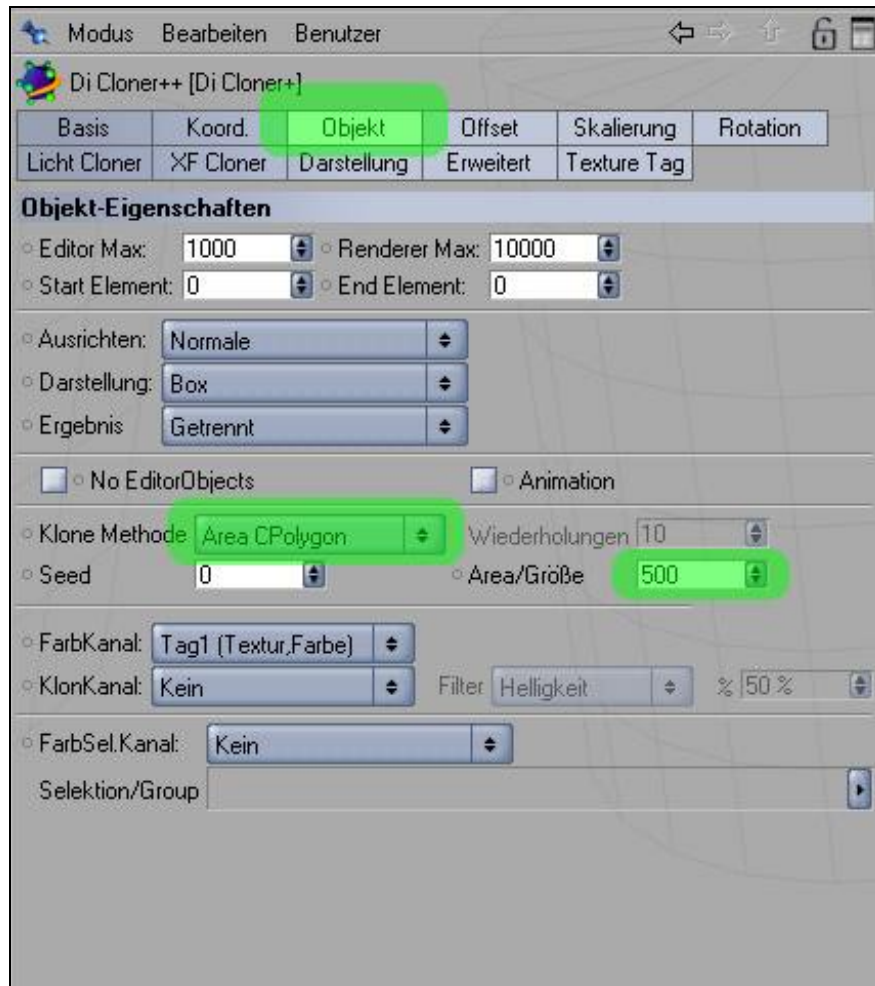 Modus Bearbeiten Benutzer
Di Cloner++ [Di Cloner+]
Basis Koord. Objekt Offset Skalierung Rotation
Licht Cloner XF Cloner Darstellung Erweitert Texture Tag
Objekt-Eigenschaften
Editor Max: 1000 Renderer Max: 10000
Start Element: 0 End Element: 0
Ausrichten: Normale
Darstellung: Box
Ergebnis Getrennt
No EditorObjects Animation
Klone Methode Area CPolygon Wiederholungen 10
Seed 0 Area/Größe 500
FarbKanal: Tag1 (Textur,Farbe)
KlonKanal: Kein Filter Helligkeit % 50 %
FarbSel.Kanal: Kein
Selektion/Group